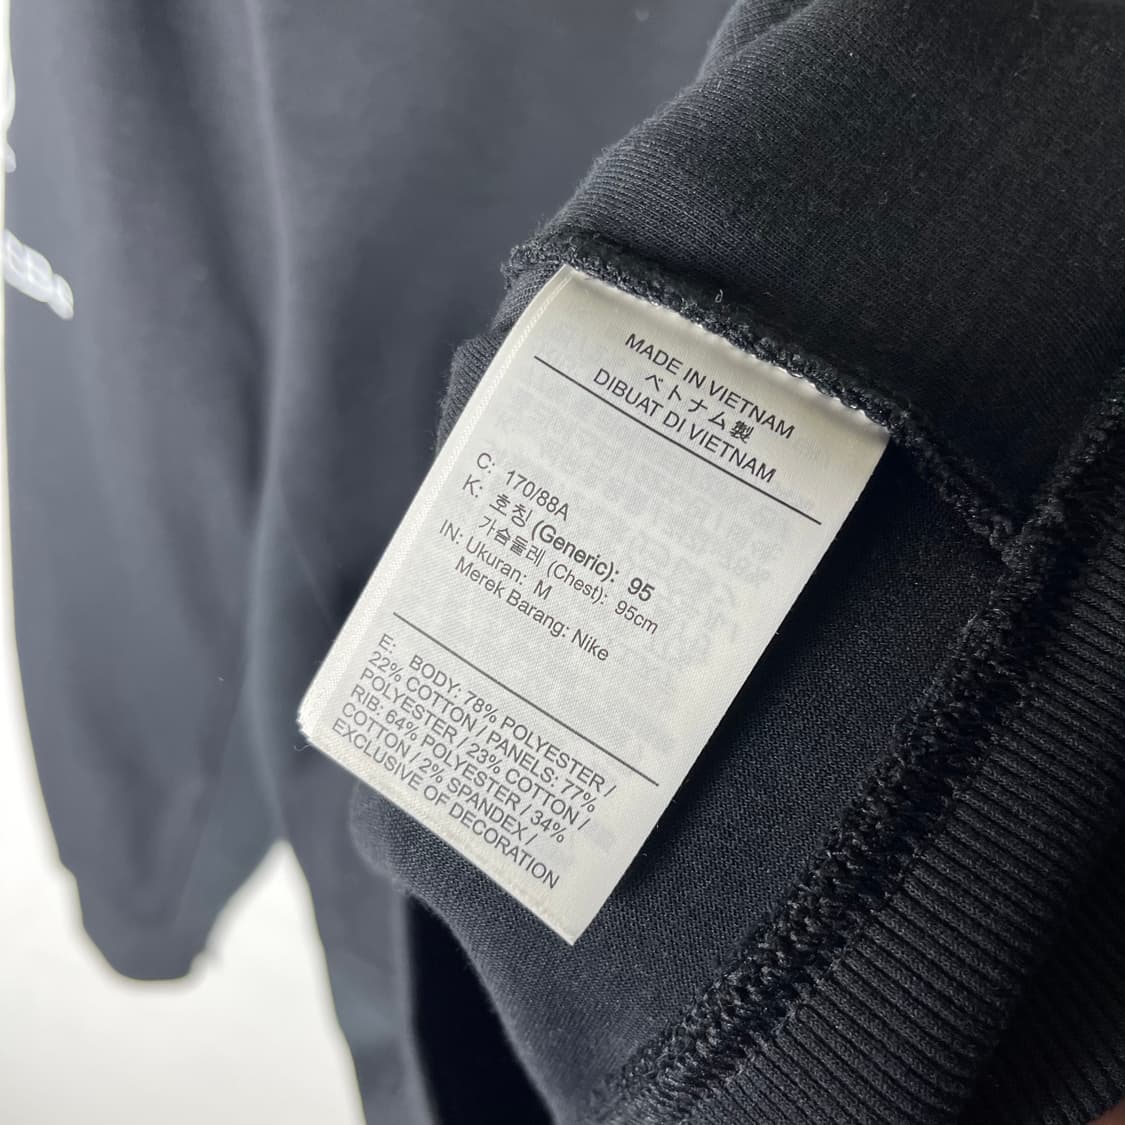 MADE IN VIETNAM
ベトナム製
DIBUAT DI VIETNAM
C: 170/88A
K: 호칭 (Generic): 95
가슴둘레 (Chest): 95cm
IN: Ukuran: M
Merek Barang: Nike
E: BODY: 78% POLYESTER /
22% COTTON / PANELS: 77%
POLYESTER / 23% COTTON /
RIB: 64% POLYESTER / 34%
COTTON / 2% SPANDEX /
EXCLUSIVE OF DECORATION